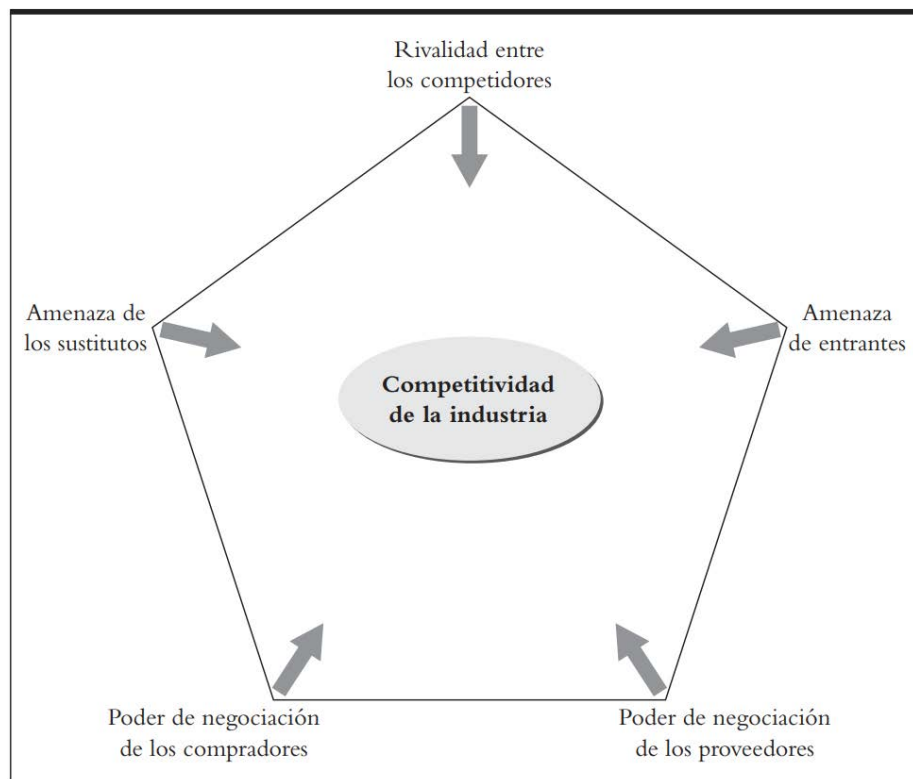 Rivalidad entre
los competidores
Amenaza de
los sustitutos
Amenaza
de entrantes
Competitividad
de la industria
Poder de negociación
de los compradores
Poder de negociación
de los proveedores